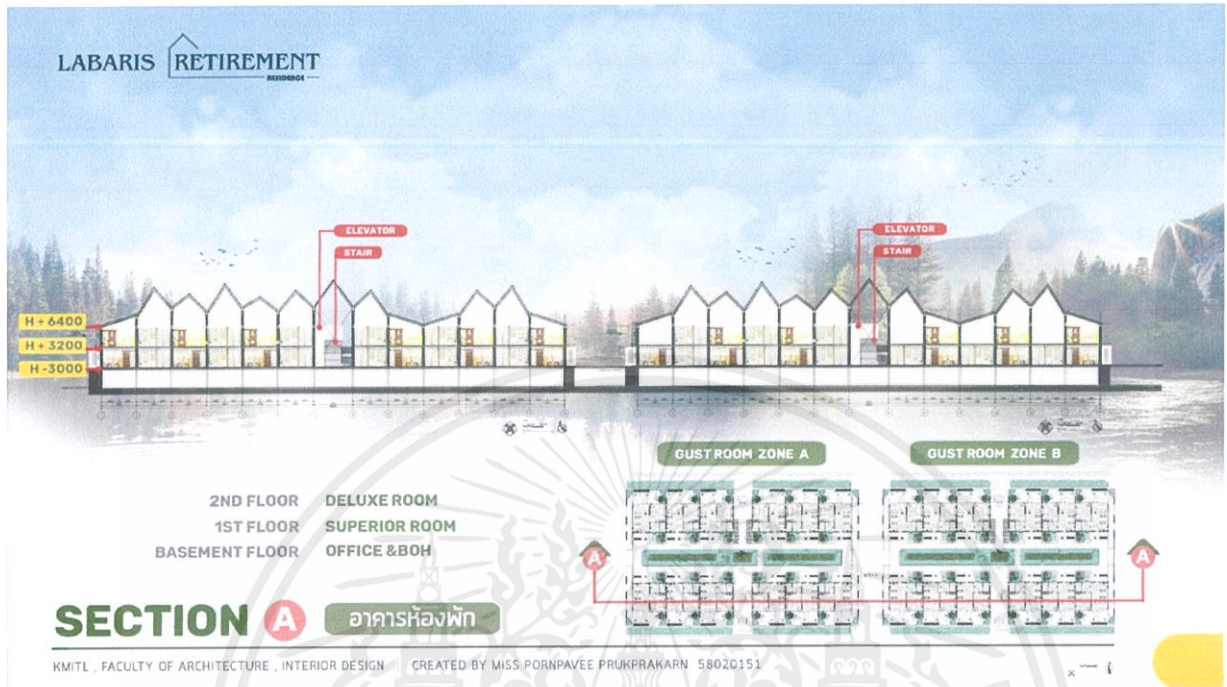 LABARIS RETIREMENT
RESIDENCE
ELEVATOR
STAIR
ELEVATOR
STAIR
H + 6400
H + 3200
H -3000
GUST ROOM ZONE A
GUST ROOM ZONE B
2ND FLOOR DELUXE ROOM
1ST FLOOR SUPERIOR ROOM
BASEMENT FLOOR OFFICE &BOH
A
A
SECTION A อาคารห้องพัก
KMITL , FACULTY OF ARCHITECTURE , INTERIOR DESIGN CREATED BY MISS PORNPAVEE PRUKPRAKARN 58020151